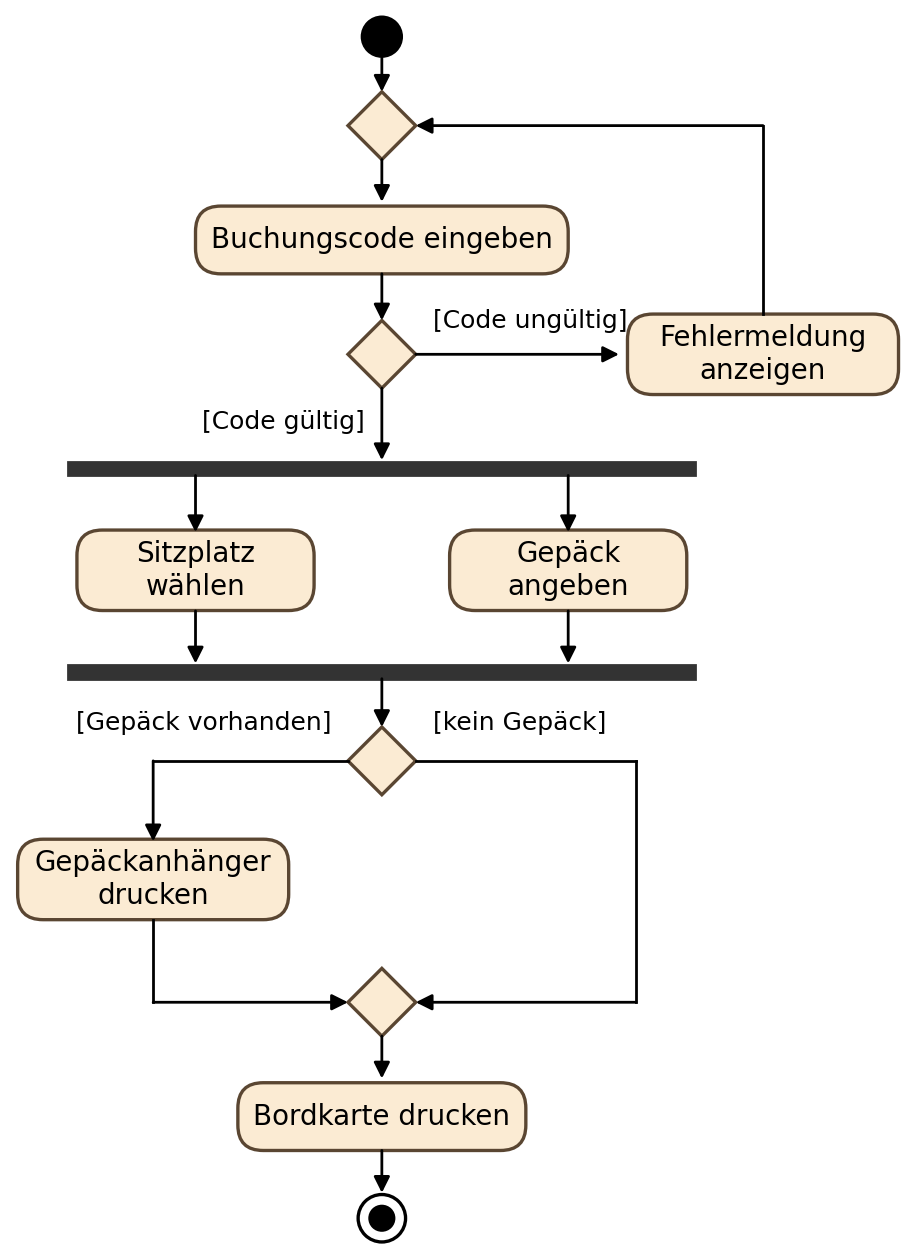 Buchungscode eingeben
[Code ungültig]
Fehlermeldung
anzeigen
[Code gültig]
Sitzplatz
wählen
Gepäck
angeben
[Gepäck vorhanden]
[kein Gepäck]
Gepäckanhänger
drucken
Bordkarte drucken